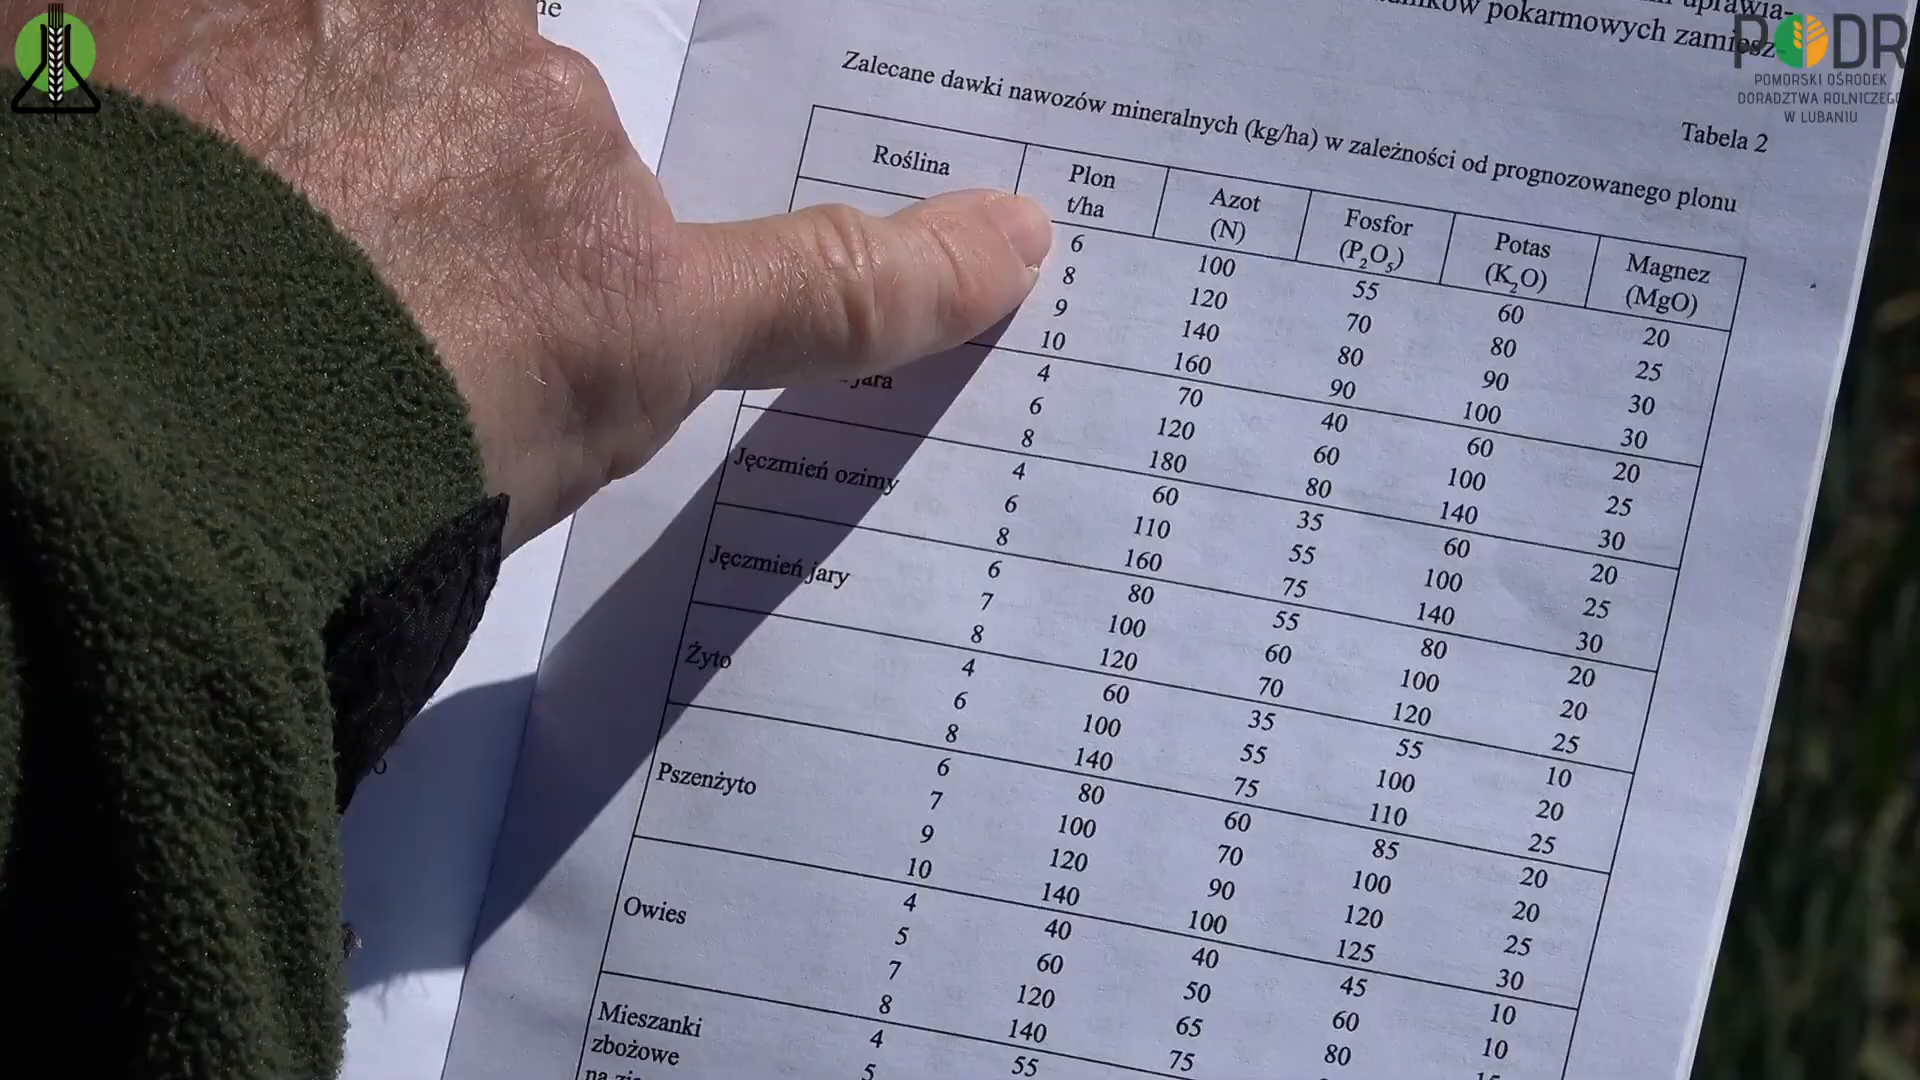 uprawia-
pokarmowych zamiesz-
PODR
POMORSKI OŚRODEK
DORADZTWA ROLNICZEGO
W LUBANIU
Tabela 2
Zalecane dawki nawozów mineralnych (kg/ha) w zależności od prognozowanego plonu
Roślina Plon t/ha Azot (N) Fosfor (P₂O₅) Potas (K₂O) Magnez (MgO)
6 100 55 60 20
8 120 70 80 25
9 140 80 90 30
10 160 90 100 30
jara 4 70 40 60 20
6 120 60 100 25
8 180 80 140 30
Jęczmień ozimy 4 60 35 60 20
6 110 55 100 25
8 160 75 140 30
Jęczmień jary 6 80 55 80 20
7 100 60 100 20
8 120 70 120 25
Żyto 4 60 35 55 10
6 100 55 100 20
8 140 75 110 25
Pszenżyto 6 80 60 85 20
7 100 70 100 20
9 120 90 120 25
10 140 100 125 30
Owies 4 40 40 45 10
5 60 50 60 10
7 120 65 80
8 140 75
Mieszanki 4 55
zbożowe 5